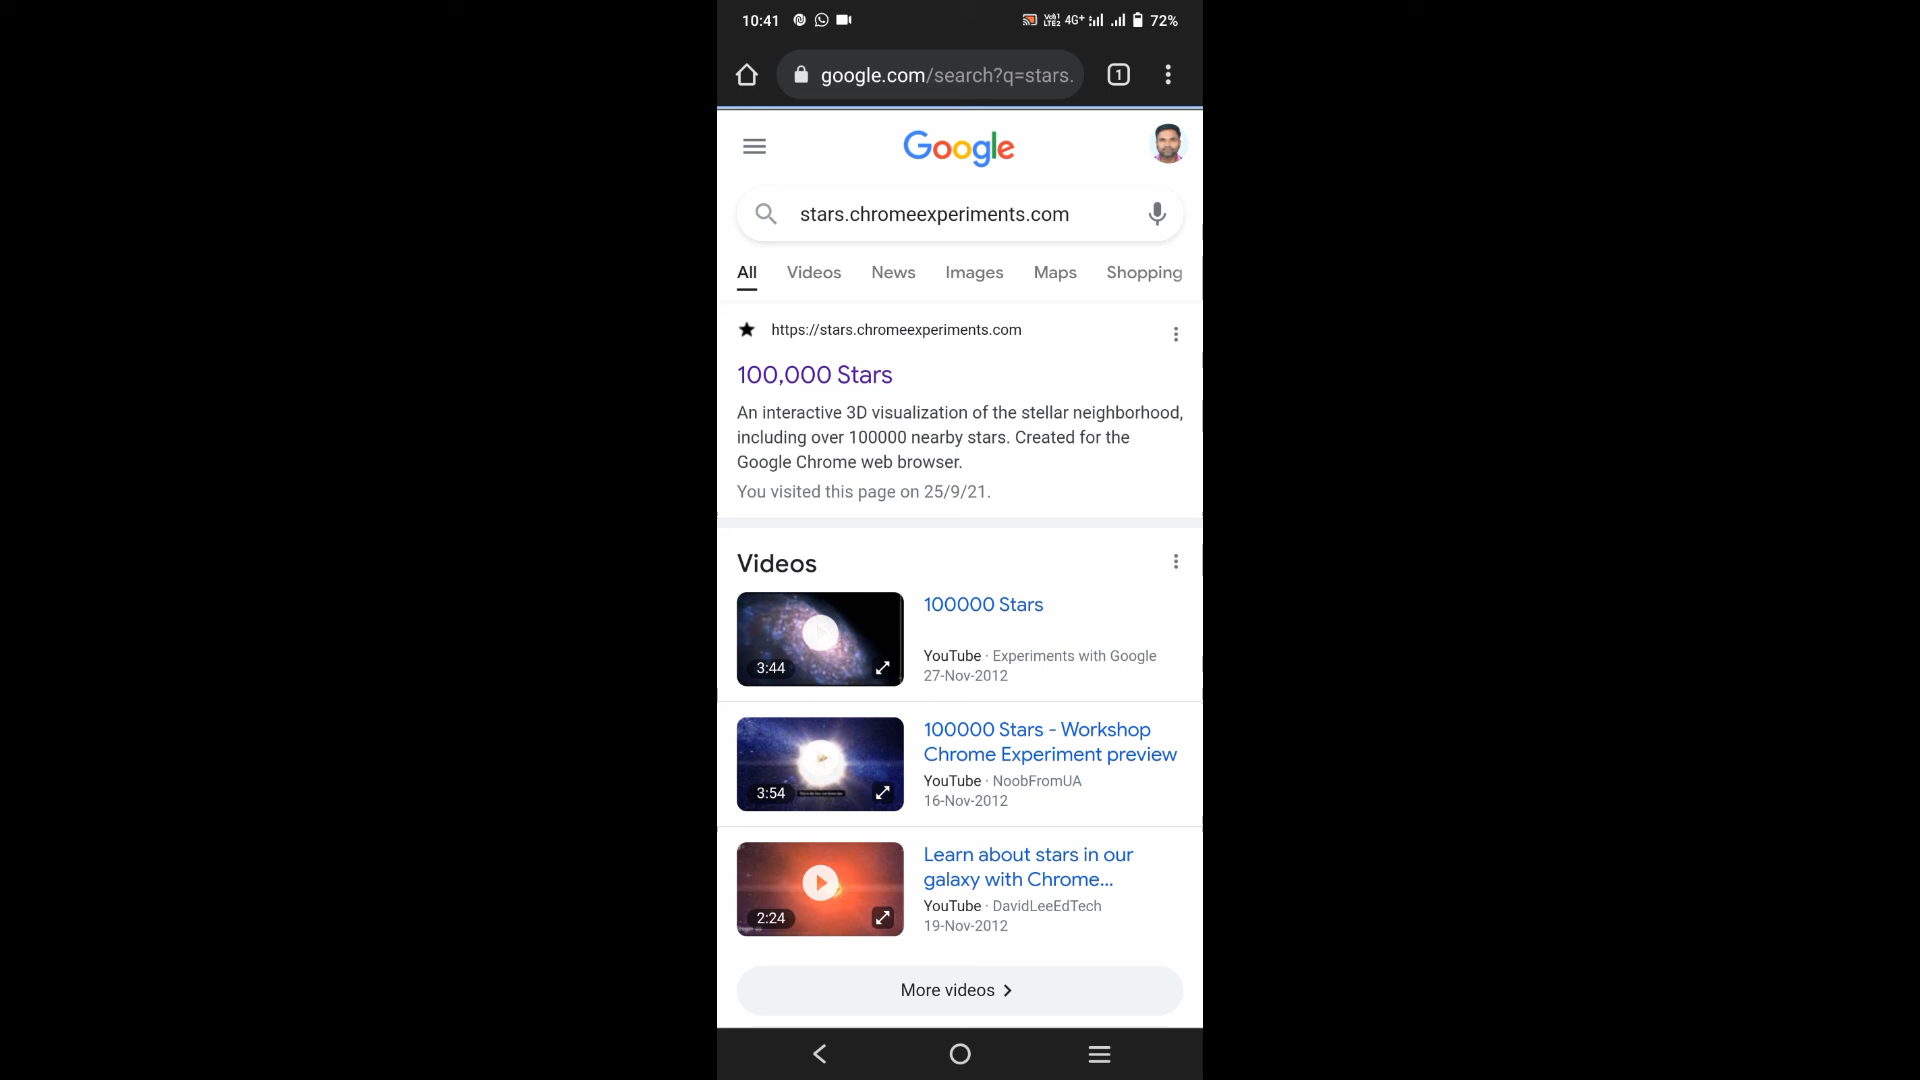 10:41
Vo1 LTE2 4G+ 72%
google.com/search?q=stars.
1
Google
stars.chromeexperiments.com
All Videos News Images Maps Shopping
https://stars.chromeexperiments.com
100,000 Stars
An interactive 3D visualization of the stellar neighborhood,
including over 100000 nearby stars. Created for the
Google Chrome web browser.
You visited this page on 25/9/21.
Videos
100000 Stars
YouTube · Experiments with Google
27-Nov-2012
3:44
100000 Stars - Workshop
Chrome Experiment preview
YouTube · NoobFromUA
16-Nov-2012
3:54
Learn about stars in our
galaxy with Chrome...
YouTube · DavidLeeEdTech
19-Nov-2012
2:24
More videos